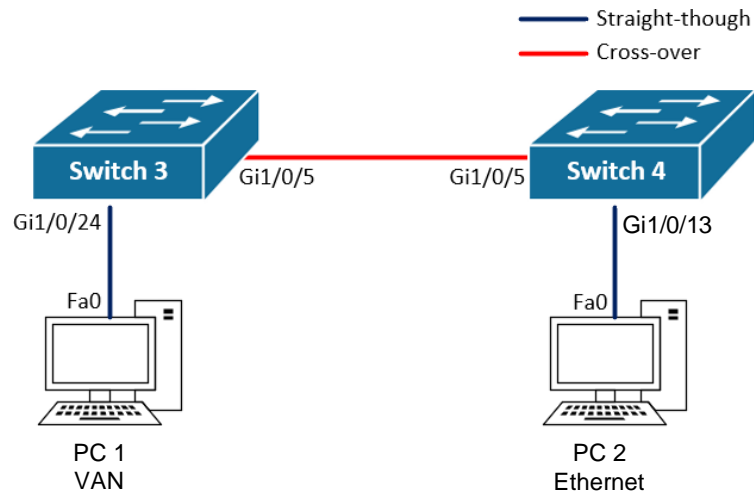 Straight-though
Cross-over
Switch 3
Gi1/0/5
Gi1/0/5
Switch 4
Gi1/0/24
Gi1/0/13
Fa0
Fa0
PC 1
VAN
PC 2
Ethernet